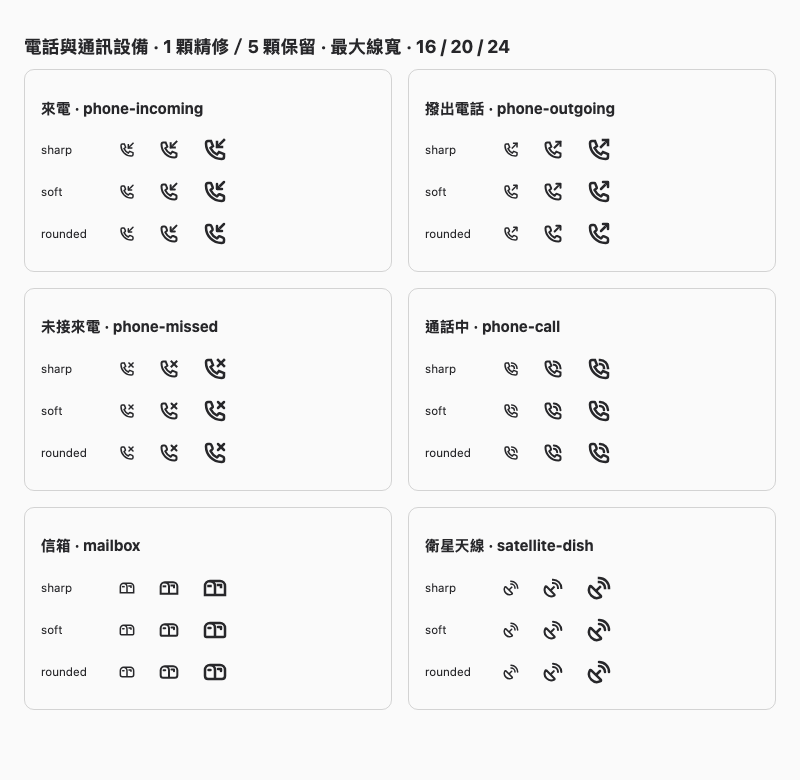 電話與通訊設備 · 1 顆精修 / 5 顆保留 · 最大線寬 · 16 / 20 / 24
來電 · phone-incoming
sharp
soft
rounded
撥出電話 · phone-outgoing
sharp
soft
rounded
未接來電 · phone-missed
sharp
soft
rounded
通話中 · phone-call
sharp
soft
rounded
信箱 · mailbox
sharp
soft
rounded
衛星天線 · satellite-dish
sharp
soft
rounded